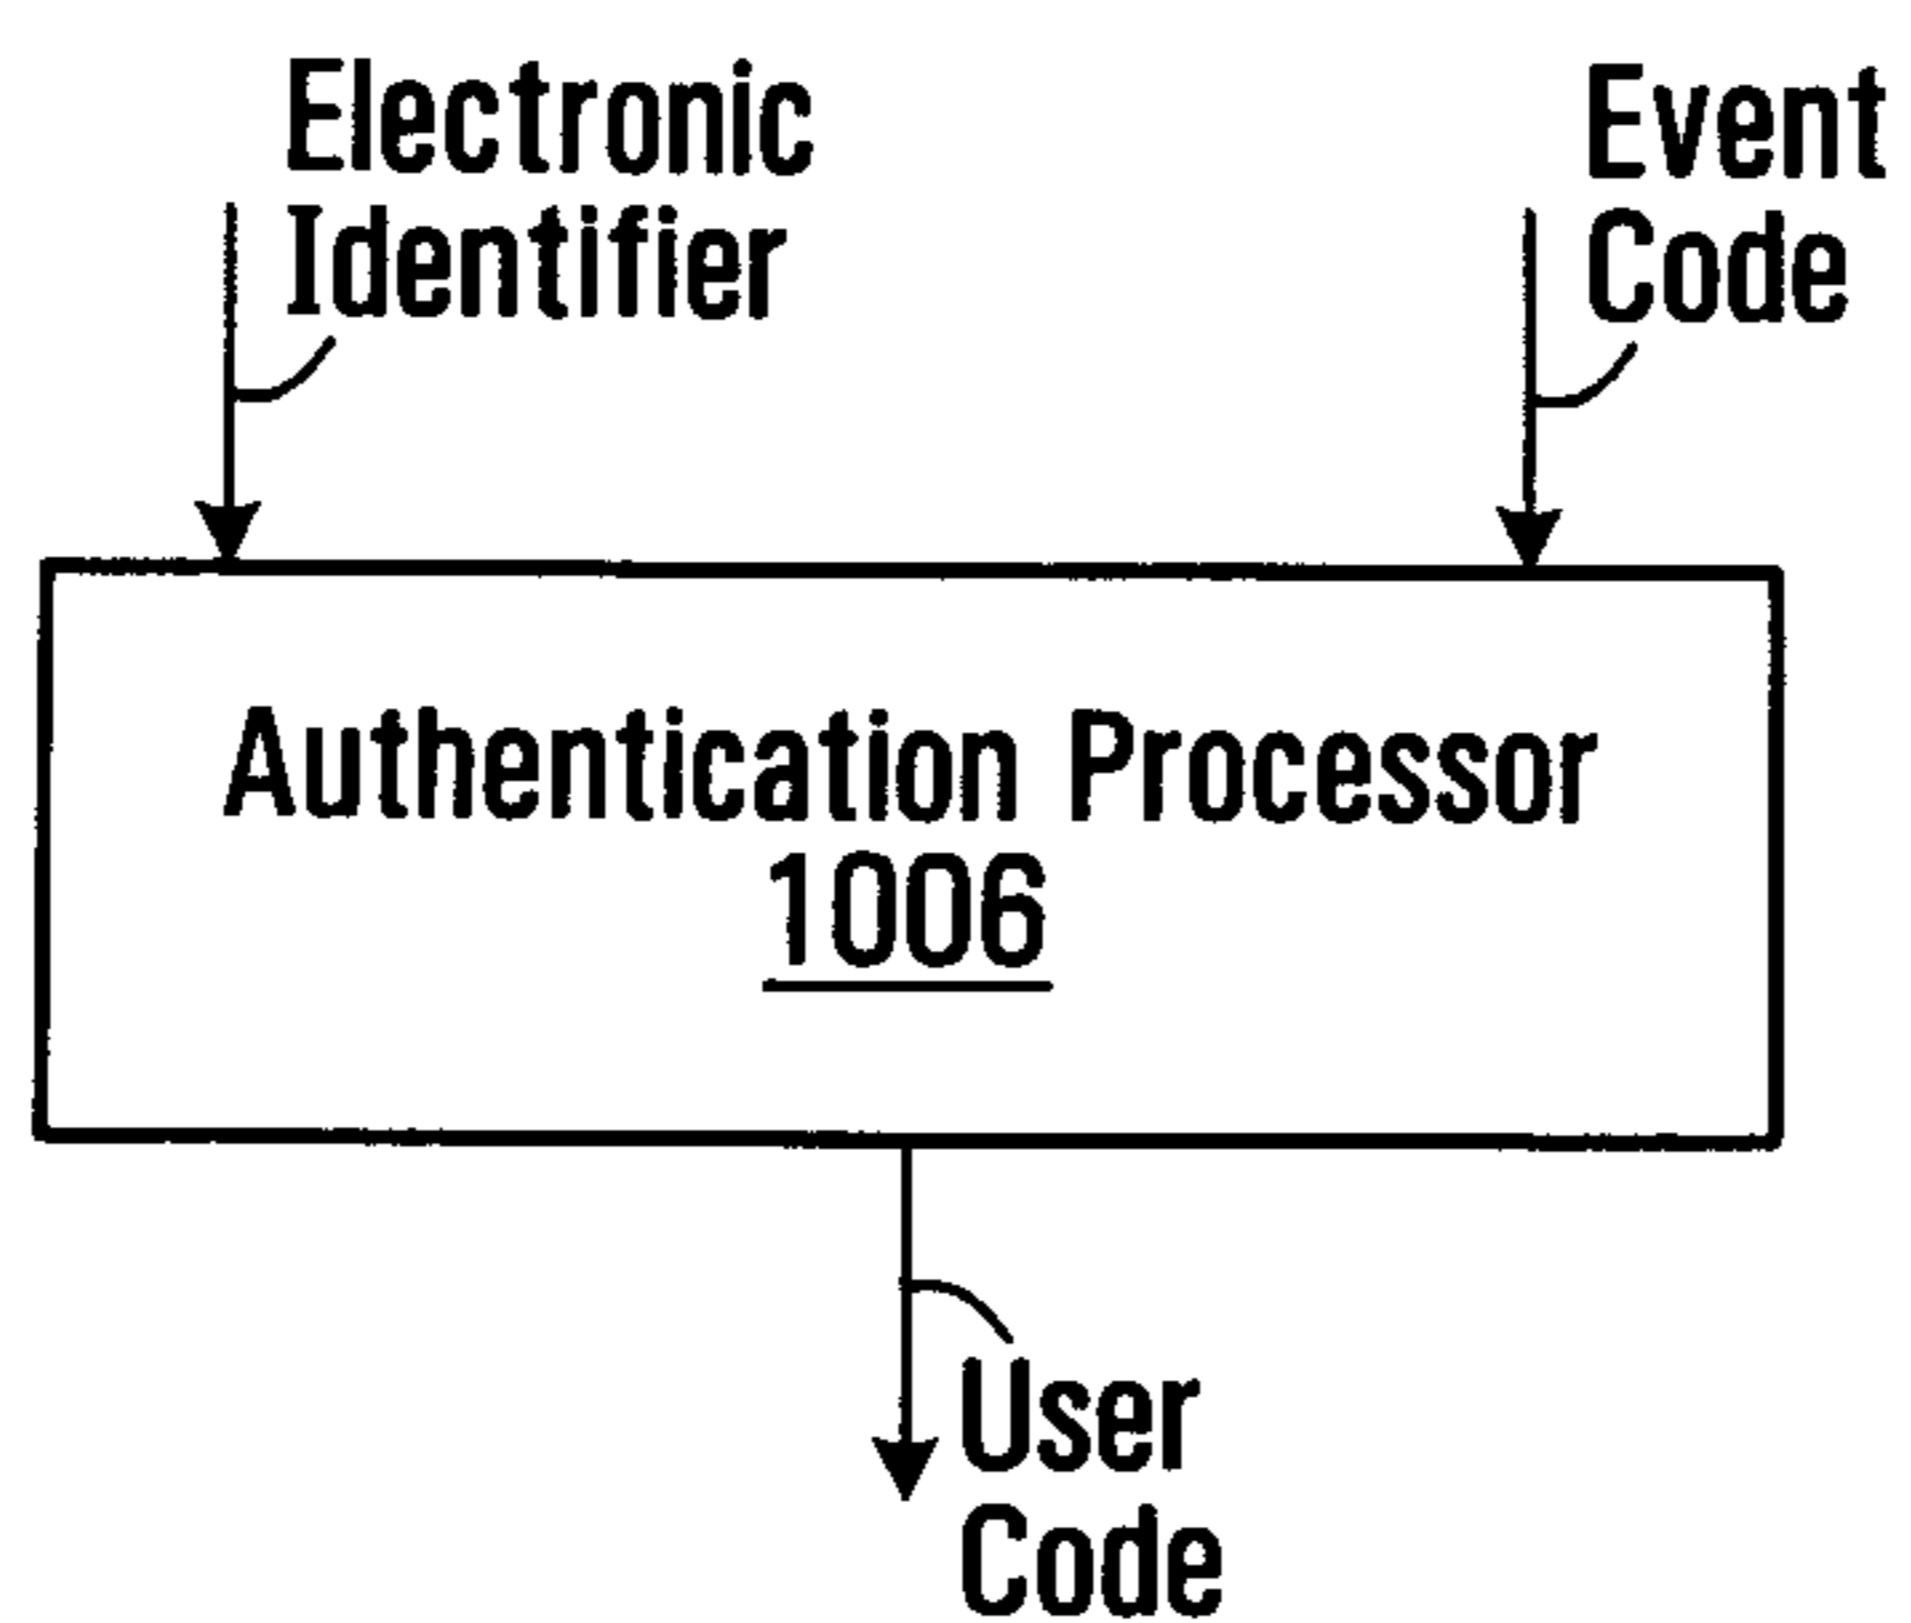 Electronic
Identifier
Event
Code
Authentication Processor
1006
User
Code